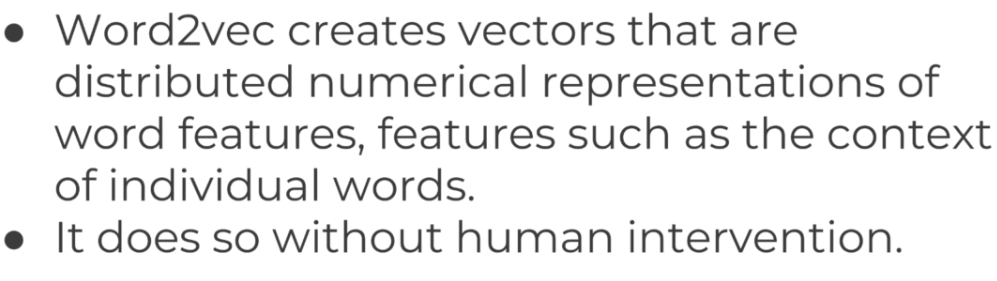 ● Word2vec creates vectors that are
distributed numerical representations of
word features, features such as the context
of individual words.
● It does so without human intervention.